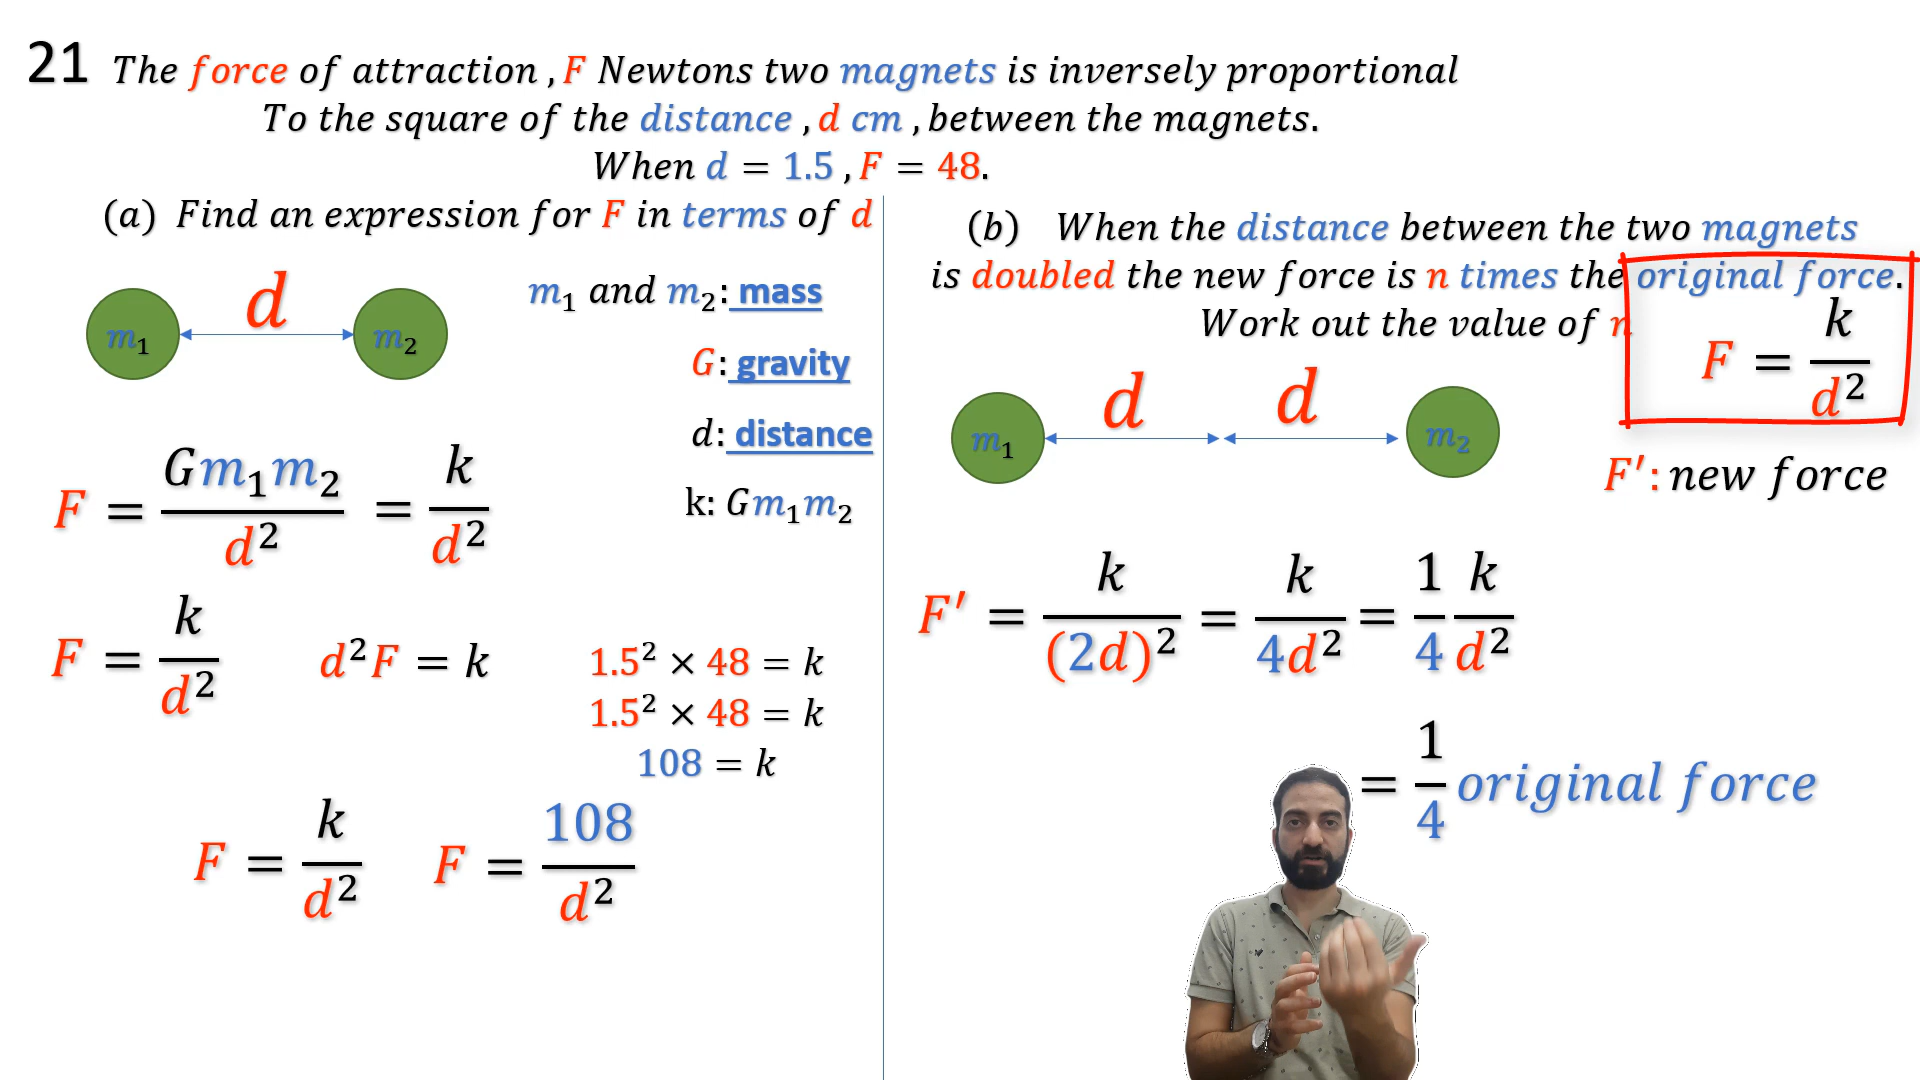 21 The force of attraction , F Newtons two magnets is inversely proportional
To the square of the distance , d cm , between the magnets.
When d = 1.5 , F = 48.
(a) Find an expression for F in terms of d
m₁ d m₂
m₁ and m₂: mass
G: gravity
d: distance
k: Gm₁m₂
F = Gm₁m₂/d² = k/d²
F = k/d² d²F = k 1.5² × 48 = k
1.5² × 48 = k
108 = k
F = k/d² F = 108/d²
(b) When the distance between the two magnets
is doubled the new force is n times the original force.
Work out the value of n
F = k/d²
m₁ d d m₂
F′: new force
F′ = k/(2d)² = k/4d² = 1/4 k/d²
= 1/4 original force